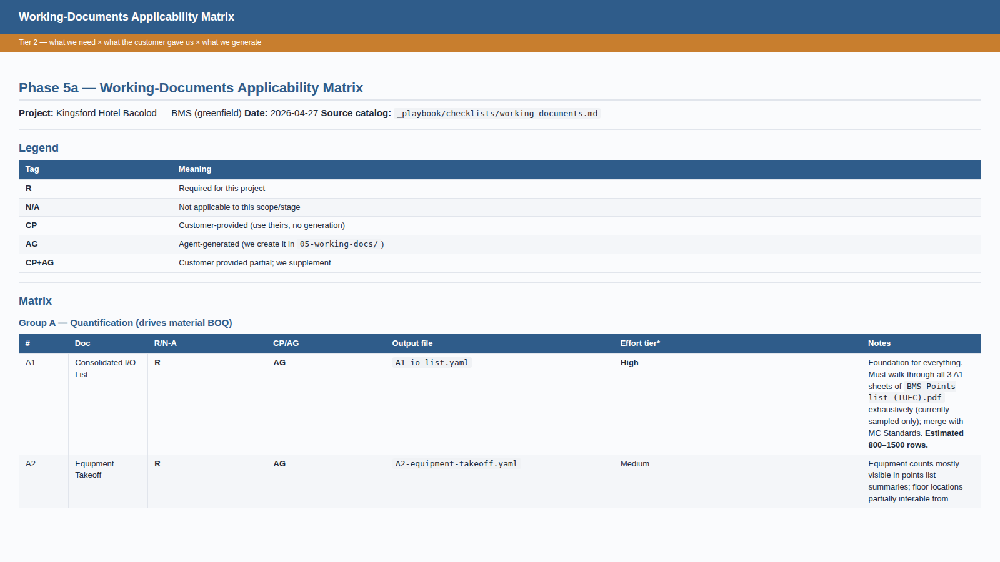 Working-Documents Applicability Matrix
Tier 2 — what we need × what the customer gave us × what we generate
Phase 5a — Working-Documents Applicability Matrix
Project: Kingsford Hotel Bacolod — BMS (greenfield) Date: 2026-04-27 Source catalog: _playbook/checklists/working-documents.md
Legend
Tag Meaning
R Required for this project
N/A Not applicable to this scope/stage
CP Customer-provided (use theirs, no generation)
AG Agent-generated (we create it in 05-working-docs/ )
CP+AG Customer provided partial; we supplement
Matrix
Group A — Quantification (drives material BOQ)
# Doc R/N-A CP/AG Output file Effort tier* Notes
A1 Consolidated I/O List R AG A1-io-list.yaml High Foundation for everything.
Must walk through all 3 A1
sheets of BMS Points
list (TUEC).pdf
exhaustively (currently
sampled only); merge with
MC Standards. Estimated
800–1500 rows.
A2 Equipment Takeoff R AG A2-equipment-takeoff.yaml Medium Equipment counts mostly
visible in points list
summaries; floor locations
partially inferable from